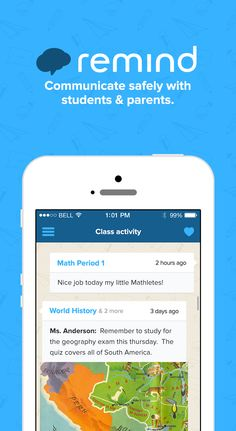 remind
Communicate safely with
students & parents.
BELL
1:01 PM
99%
Class activity
Math Period 1
2 hours ago
Nice job today my little Mathletes!
World History & 2 more
3 days ago
Ms. Anderson: Remember to study for
the geography exam this thursday. The
quiz covers all of South America.
PERU